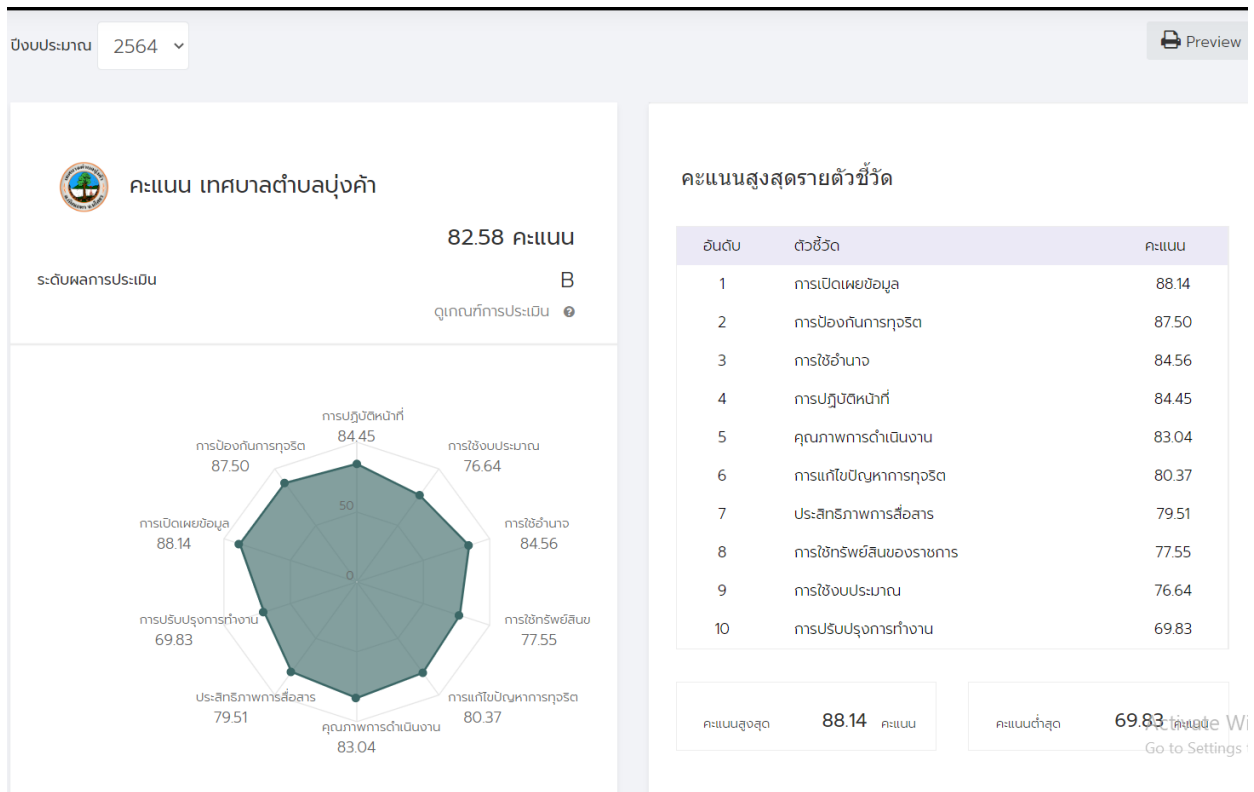 ปีงบประมาณ 2564
Preview
คะแนน เทศบาลตำบลบุ่งค้า
82.58 คะแนน
ระดับผลการประเมิน B
ดูเกณฑ์การประเมิน
การปฏิบัติหน้าที่
84.45
การใช้งบประมาณ
76.64
การใช้อำนาจ
84.56
การใช้ทรัพย์สินข
77.55
การแก้ไขปัญหาการทุจริต
80.37
คุณภาพการดำเนินงาน
83.04
ประสิทธิภาพการสื่อสาร
79.51
การปรับปรุงการทำงาน
69.83
การเปิดเผยข้อมูล
88.14
การป้องกันการทุจริต
87.50
50
0
คะแนนสูงสุดรายตัวชี้วัด
อันดับ ตัวชี้วัด คะแนน
1 การเปิดเผยข้อมูล 88.14
2 การป้องกันการทุจริต 87.50
3 การใช้อำนาจ 84.56
4 การปฏิบัติหน้าที่ 84.45
5 คุณภาพการดำเนินงาน 83.04
6 การแก้ไขปัญหาการทุจริต 80.37
7 ประสิทธิภาพการสื่อสาร 79.51
8 การใช้ทรัพย์สินของราชการ 77.55
9 การใช้งบประมาณ 76.64
10 การปรับปรุงการทำงาน 69.83
คะแนนสูงสุด 88.14 คะแนน
คะแนนต่ำสุด 69.83 คะแนน
Activate Wi
Go to Settings